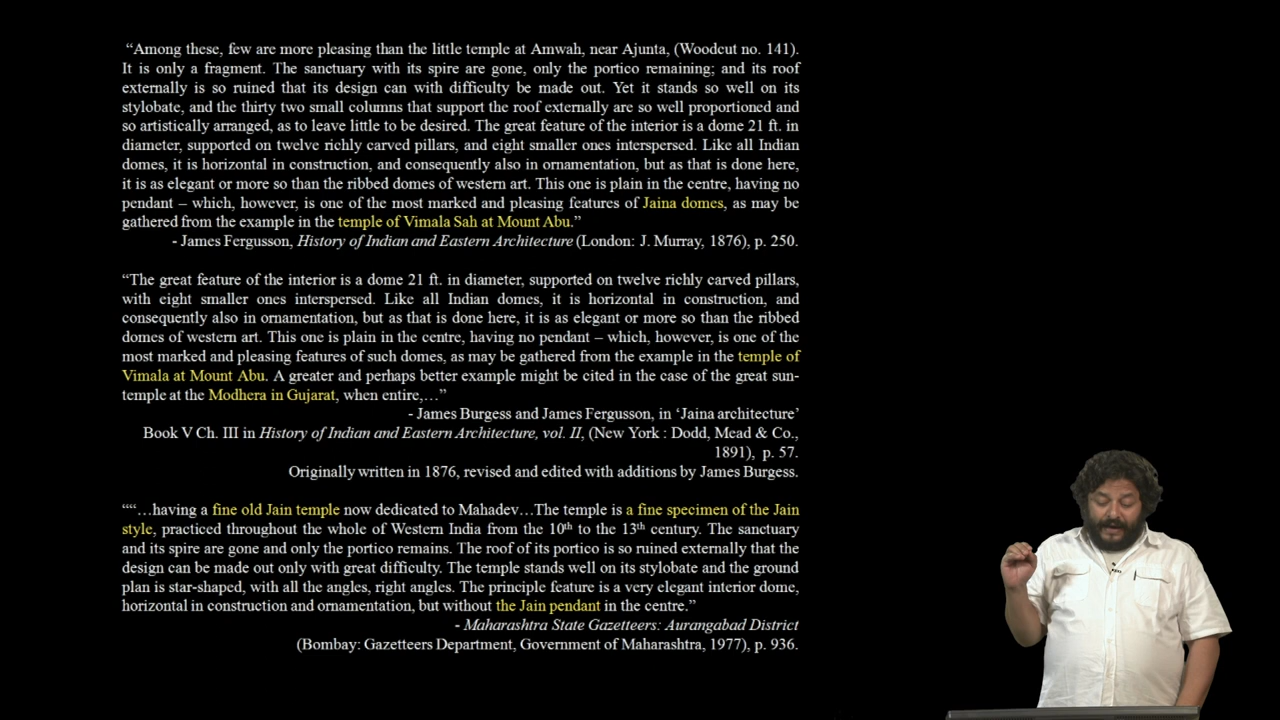 “Among these, few are more pleasing than the little temple at Amwah, near Ajunta, (Woodcut no. 141).
It is only a fragment. The sanctuary with its spire are gone, only the portico remaining; and its roof
externally is so ruined that its design can with difficulty be made out. Yet it stands so well on its
stylobate, and the thirty two small columns that support the roof externally are so well proportioned and
so artistically arranged, as to leave little to be desired. The great feature of the interior is a dome 21 ft. in
diameter, supported on twelve richly carved pillars, and eight smaller ones interspersed. Like all Indian
domes, it is horizontal in construction, and consequently also in ornamentation, but as that is done here,
it is as elegant or more so than the ribbed domes of western art. This one is plain in the centre, having no
pendant – which, however, is one of the most marked and pleasing features of Jaina domes, as may be
gathered from the example in the temple of Vimala Sah at Mount Abu.”
- James Fergusson, History of Indian and Eastern Architecture (London: J. Murray, 1876), p. 250.
“The great feature of the interior is a dome 21 ft. in diameter, supported on twelve richly carved pillars,
with eight smaller ones interspersed. Like all Indian domes, it is horizontal in construction, and
consequently also in ornamentation, but as that is done here, it is as elegant or more so than the ribbed
domes of western art. This one is plain in the centre, having no pendant – which, however, is one of the
most marked and pleasing features of such domes, as may be gathered from the example in the temple of
Vimala at Mount Abu. A greater and perhaps better example might be cited in the case of the great sun-
temple at the Modhera in Gujarat, when entire,…”
- James Burgess and James Fergusson, in ‘Jaina architecture’
Book V Ch. III in History of Indian and Eastern Architecture, vol. II, (New York : Dodd, Mead & Co.,
1891), p. 57.
Originally written in 1876, revised and edited with additions by James Burgess.
““…having a fine old Jain temple now dedicated to Mahadev…The temple is a fine specimen of the Jain
style, practiced throughout the whole of Western India from the 10th to the 13th century. The sanctuary
and its spire are gone and only the portico remains. The roof of its portico is so ruined externally that the
design can be made out only with great difficulty. The temple stands well on its stylobate and the ground
plan is star-shaped, with all the angles, right angles. The principle feature is a very elegant interior dome,
horizontal in construction and ornamentation, but without the Jain pendant in the centre.”
- Maharashtra State Gazetteers: Aurangabad District
(Bombay: Gazetteers Department, Government of Maharashtra, 1977), p. 936.